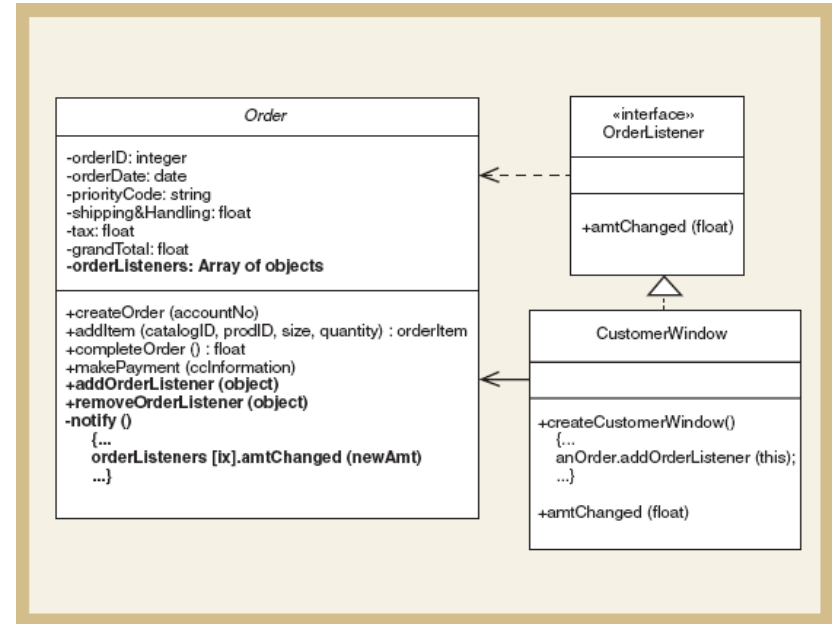 Order
-orderID: integer
-orderDate: date
-priorityCode: string
-shipping&Handling: float
-tax: float
-grandTotal: float
-orderListeners: Array of objects
+createOrder (accountNo)
+addItem (catalogID, prodID, size, quantity) : orderItem
+completeOrder () : float
+makePayment (ccInformation)
+addOrderListener (object)
+removeOrderListener (object)
-notify ()
{...
orderListeners [ix].amtChanged (newAmt)
...}
«interface»
OrderListener
+amtChanged (float)
CustomerWindow
+createCustomerWindow()
{...
anOrder.addOrderListener (this);
...}
+amtChanged (float)